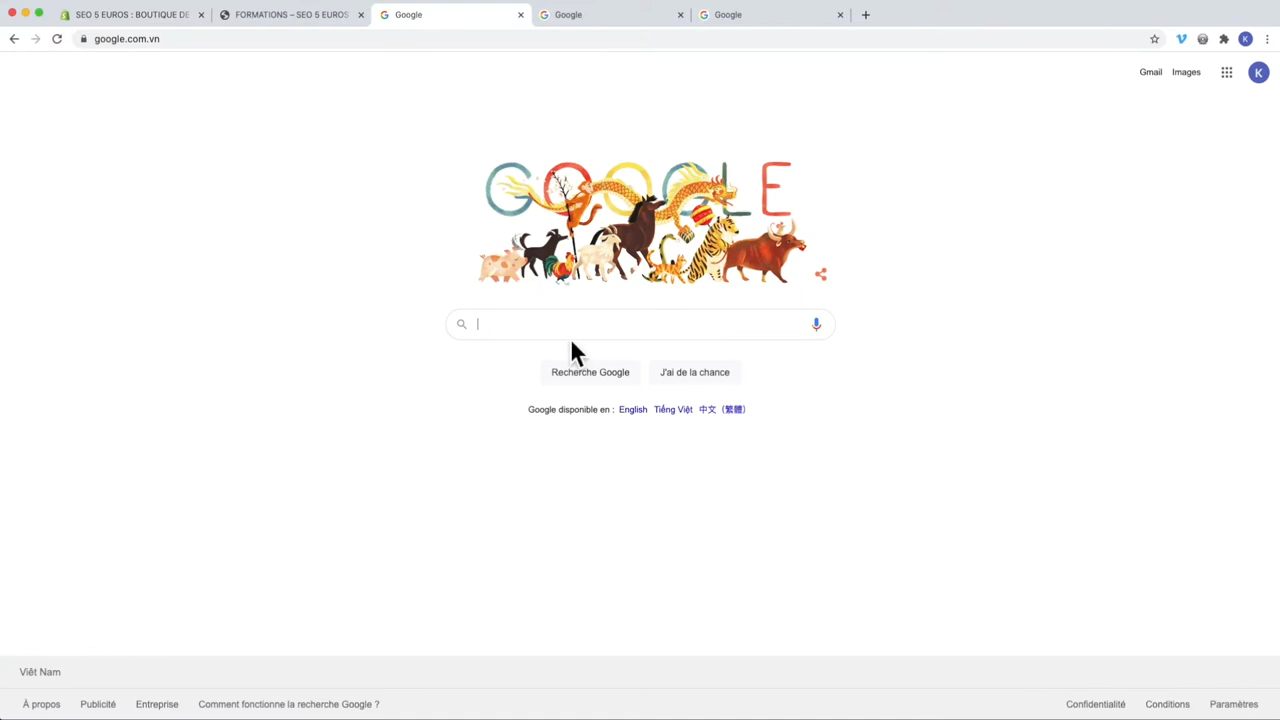 SEO 5 EUROS : BOUTIQUE DE
FORMATIONS – SEO 5 EUROS
Google
Google
Google
google.com.vn
K
Gmail
Images
K
GOOGLE
Recherche Google
J'ai de la chance
Google disponible en : English Tiếng Việt 中文（繁體）
Viêt Nam
À propos
Publicité
Entreprise
Comment fonctionne la recherche Google ?
Confidentialité
Conditions
Paramètres